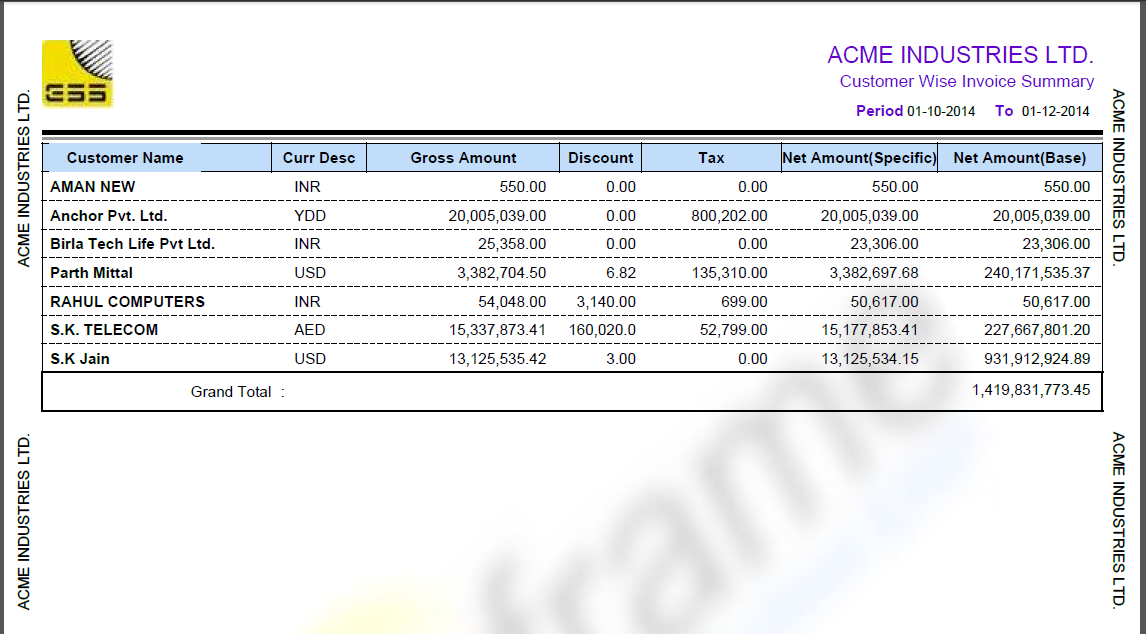 GSS
ACME INDUSTRIES LTD.
Customer Wise Invoice Summary
Period 01-10-2014 To 01-12-2014
ACME INDUSTRIES LTD.
ACME INDUSTRIES LTD.
Customer Name Curr Desc Gross Amount Discount Tax Net Amount(Specific) Net Amount(Base)
AMAN NEW INR 550.00 0.00 0.00 550.00 550.00
Anchor Pvt. Ltd. YDD 20,005,039.00 0.00 800,202.00 20,005,039.00 20,005,039.00
Birla Tech Life Pvt Ltd. INR 25,358.00 0.00 0.00 23,306.00 23,306.00
Parth Mittal USD 3,382,704.50 6.82 135,310.00 3,382,697.68 240,171,535.37
RAHUL COMPUTERS INR 54,048.00 3,140.00 699.00 50,617.00 50,617.00
S.K. TELECOM AED 15,337,873.41 160,020.0 52,799.00 15,177,853.41 227,667,801.20
S.K Jain USD 13,125,535.42 3.00 0.00 13,125,534.15 931,912,924.89
Grand Total : 1,419,831,773.45
ACME INDUSTRIES LTD.
ACME INDUSTRIES LTD.
frame